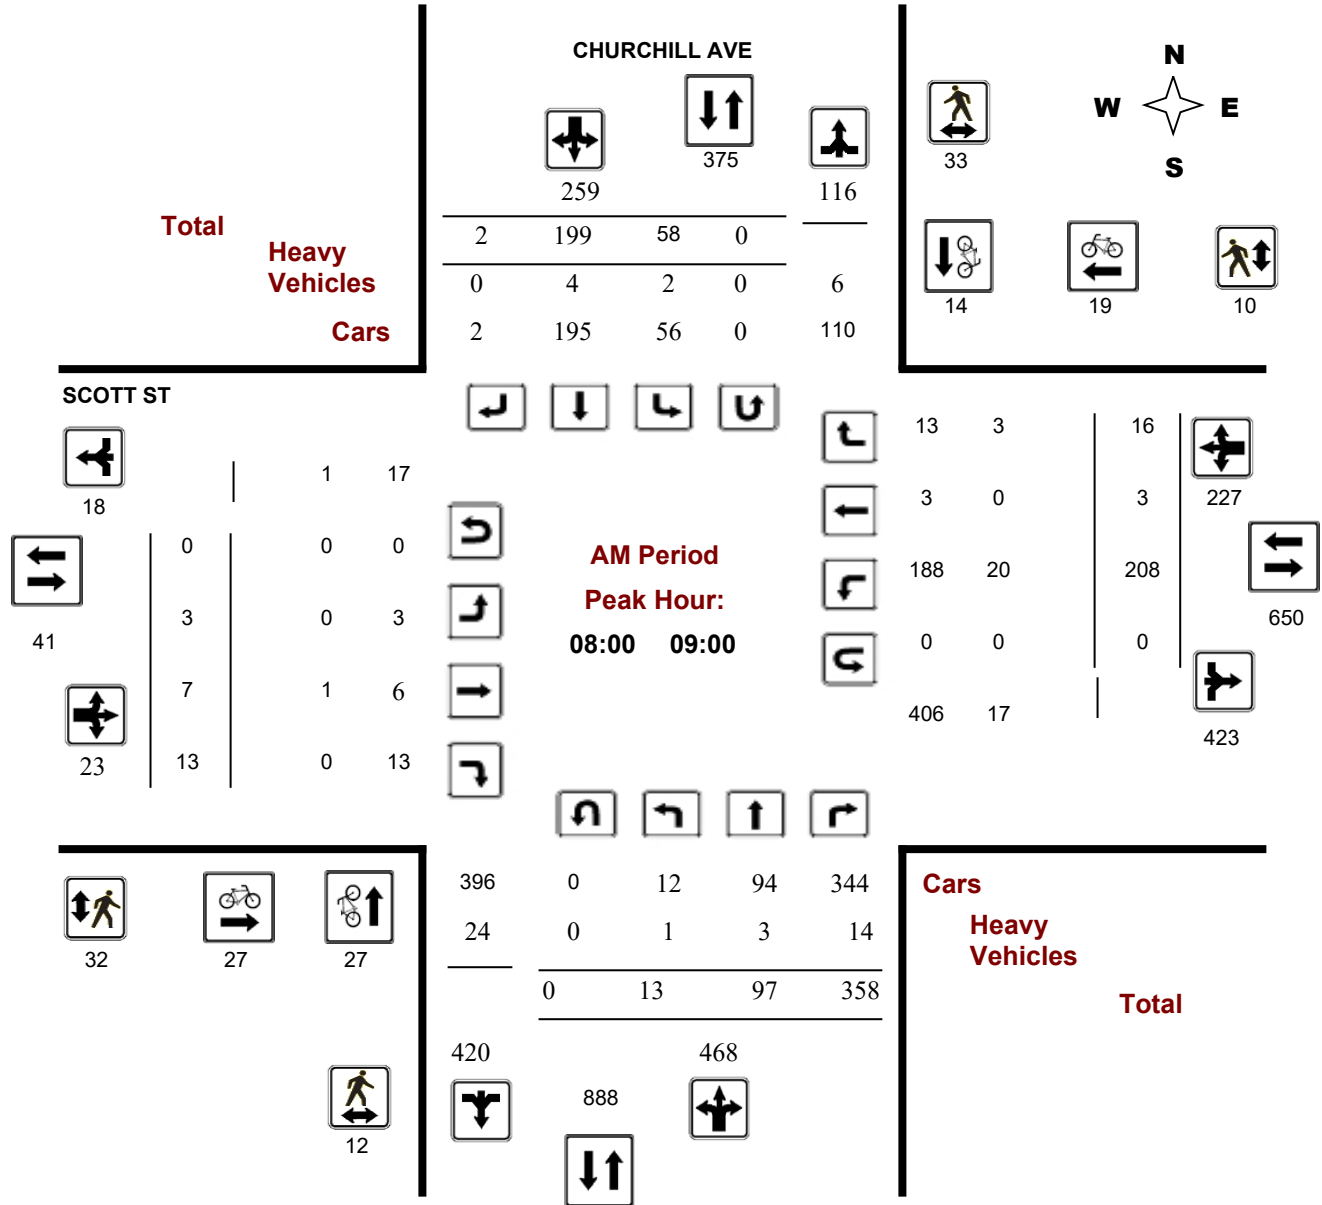 CHURCHILL AVE
N
W E
S
375
33
259
116
Total
2 199 58 0
Heavy
Vehicles
0 4 2 0 6
14 19 10
Cars
2 195 56 0 110
SCOTT ST
13 3 16
1 17
18
3 0 3
227
0 0 0
AM Period
188 20 208
3 0 3
Peak Hour:
650
41
08:00 09:00
0 0 0
7 1 6
406 17
423
23
13 0 13
396 0 12 94 344
Cars
24 0 1 3 14
Heavy
Vehicles
32 27 27
0 13 97 358
Total
420 468
888
12